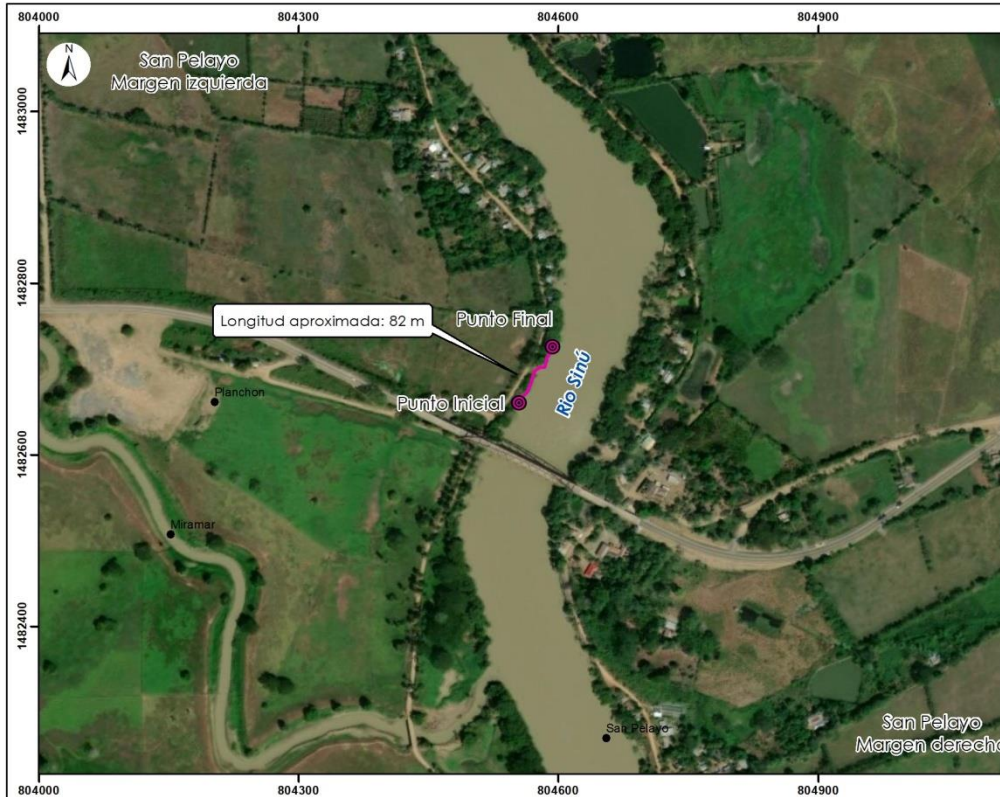 804000 804300 804600 804900
N
San Pelayo
Margen izquierda
1483000
1482800
Longitud aproximada: 82 m
Punto Final
Punto Inicial
Rio Sinú
Planchon
1482600
Miramar
1482400
San Pelayo
San Pelayo
Margen derecha
804000 804300 804600 804900